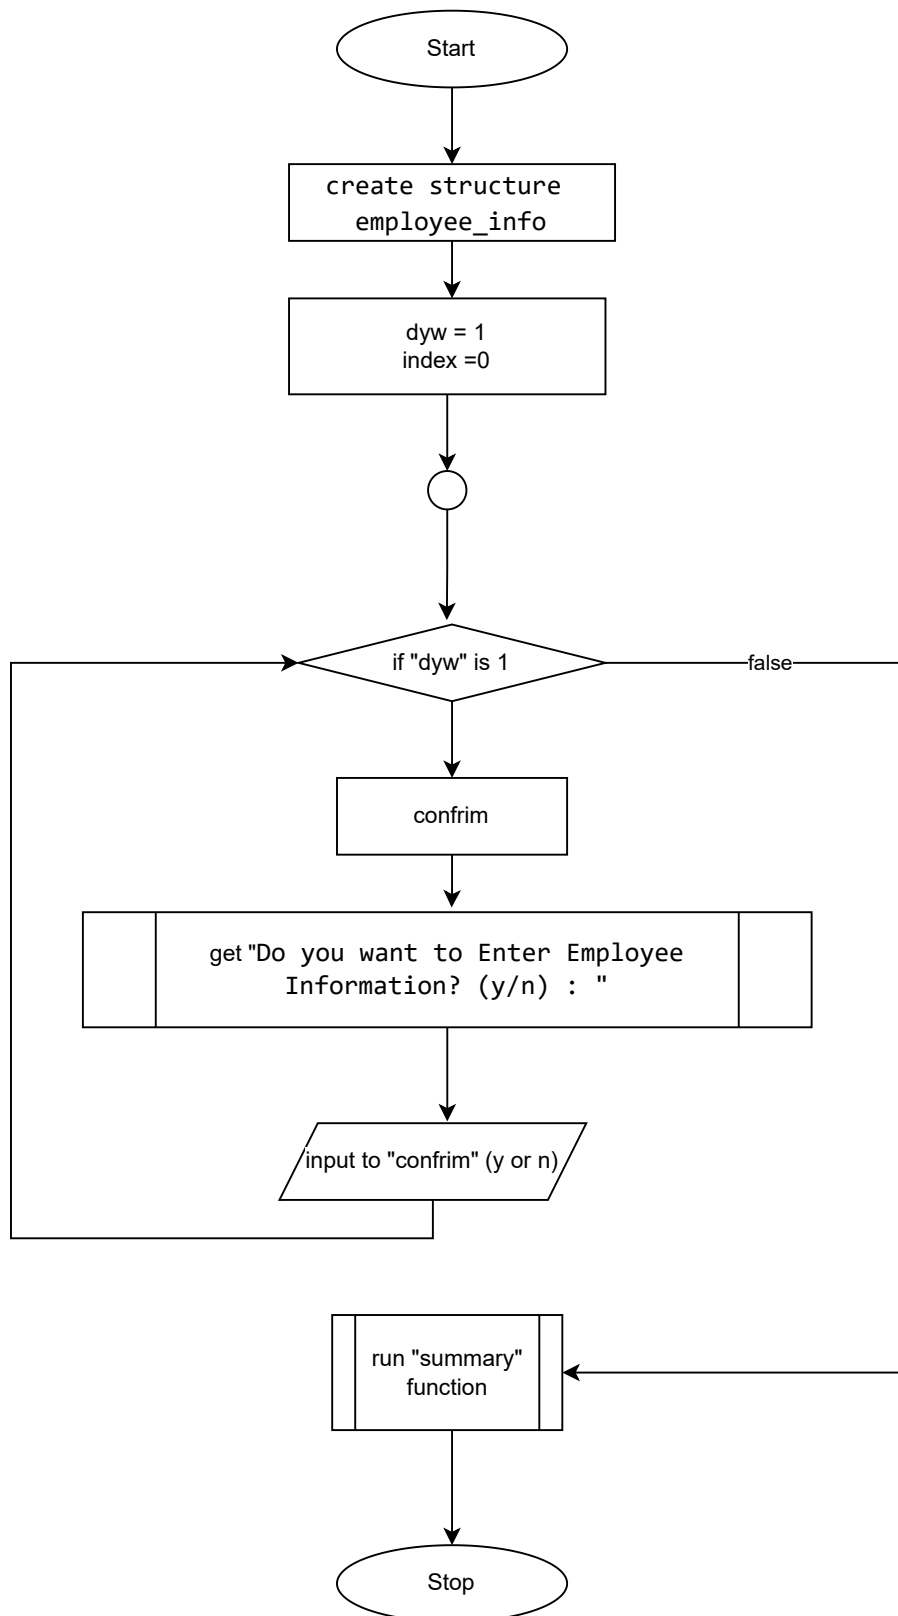 Start
create structure
employee_info
dyw = 1
index =0
if "dyw" is 1
false
confrim
get "Do you want to Enter Employee
Information? (y/n) : "
input to "confrim" (y or n)
run "summary"
function
Stop